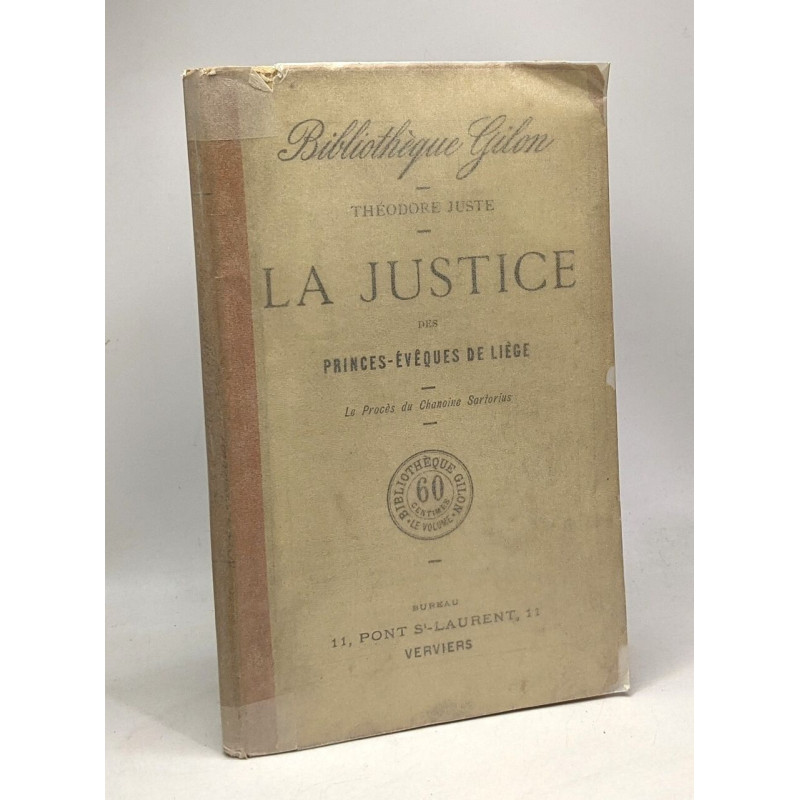 Bibliothèque Gilon
THÉODORE JUSTE
LA JUSTICE
DES
PRINCES-ÉVÊQUES DE LIÈGE
Le Procès du Chanoine Sartorius
BIBLIOTHÈQUE GILON
60
CENTIMES
LE VOLUME
BUREAU
11, PONT St-LAURENT, 11
VERVIERS